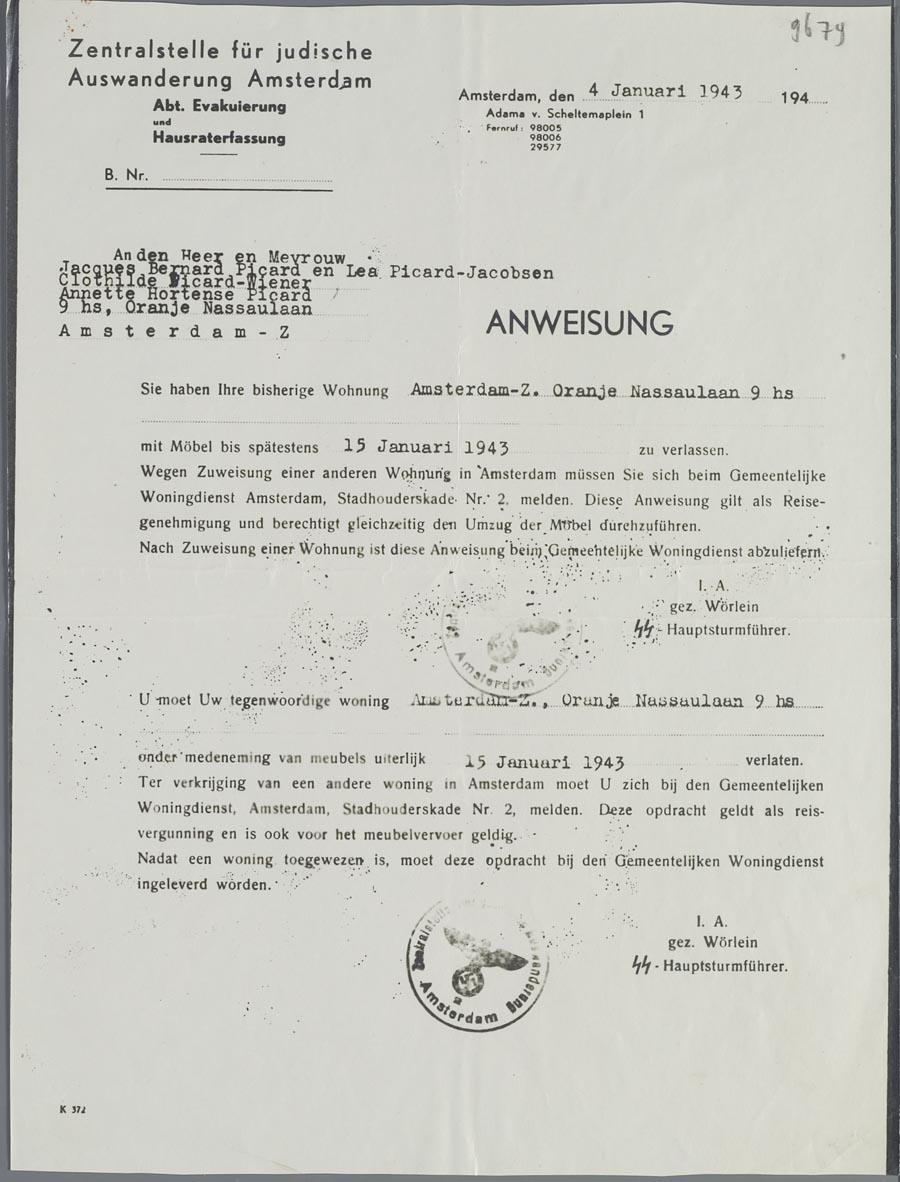 9679
Zentralstelle für judische
Auswanderung Amsterdam
Abt. Evakuierung
und
Hausraterfassung
B. Nr.
Amsterdam, den 4 Januari 1943 194
Adama v. Scheltemaplein 1
Fernruf: 98005
98006
29577
An den Heer en Mevrouw
Jacques Bernard Picard en Lea Picard-Jacobsen
Clothilde Picard-Wiener
Annette Hortense Picard
9 hs, Oranje Nassaulaan
Amsterdam-Z
ANWEISUNG
Sie haben Ihre bisherige Wohnung Amsterdam-Z. Oranje Nassaulaan 9 hs
mit Möbel bis spätestens 15 Januari 1943 zu verlassen.
Wegen Zuweisung einer anderen Wohnung in Amsterdam müssen Sie sich beim Gemeentelijke
Woningdienst Amsterdam, Stadhouderskade Nr. 2, melden. Diese Anweisung gilt als Reise-
genehmigung und berechtigt gleichzeitig den Umzug der Möbel durchzuführen.
Nach Zuweisung einer Wohnung ist diese Anweisung beim Gemeentelijke Woningdienst abzuliefern.
I. A.
gez. Wörlein
SS-Hauptsturmführer.
Amsterdam
U moet Uw tegenwoordige woning Amsterdam-Z., Oranje Nassaulaan 9 hs
onder medeneming van meubels uiterlijk 15 Januari 1943 verlaten.
Ter verkrijging van een andere woning in Amsterdam moet U zich bij den Gemeentelijken
Woningdienst, Amsterdam, Stadhouderskade Nr. 2, melden. Deze opdracht geldt als reis-
vergunning en is ook voor het meubelvervoer geldig.
Nadat een woning toegewezen is, moet deze opdracht bij den Gemeentelijken Woningdienst
ingeleverd worden.
I. A.
gez. Wörlein
SS-Hauptsturmführer.
Zentralstelle Auswanderung
Amsterdam
K 372